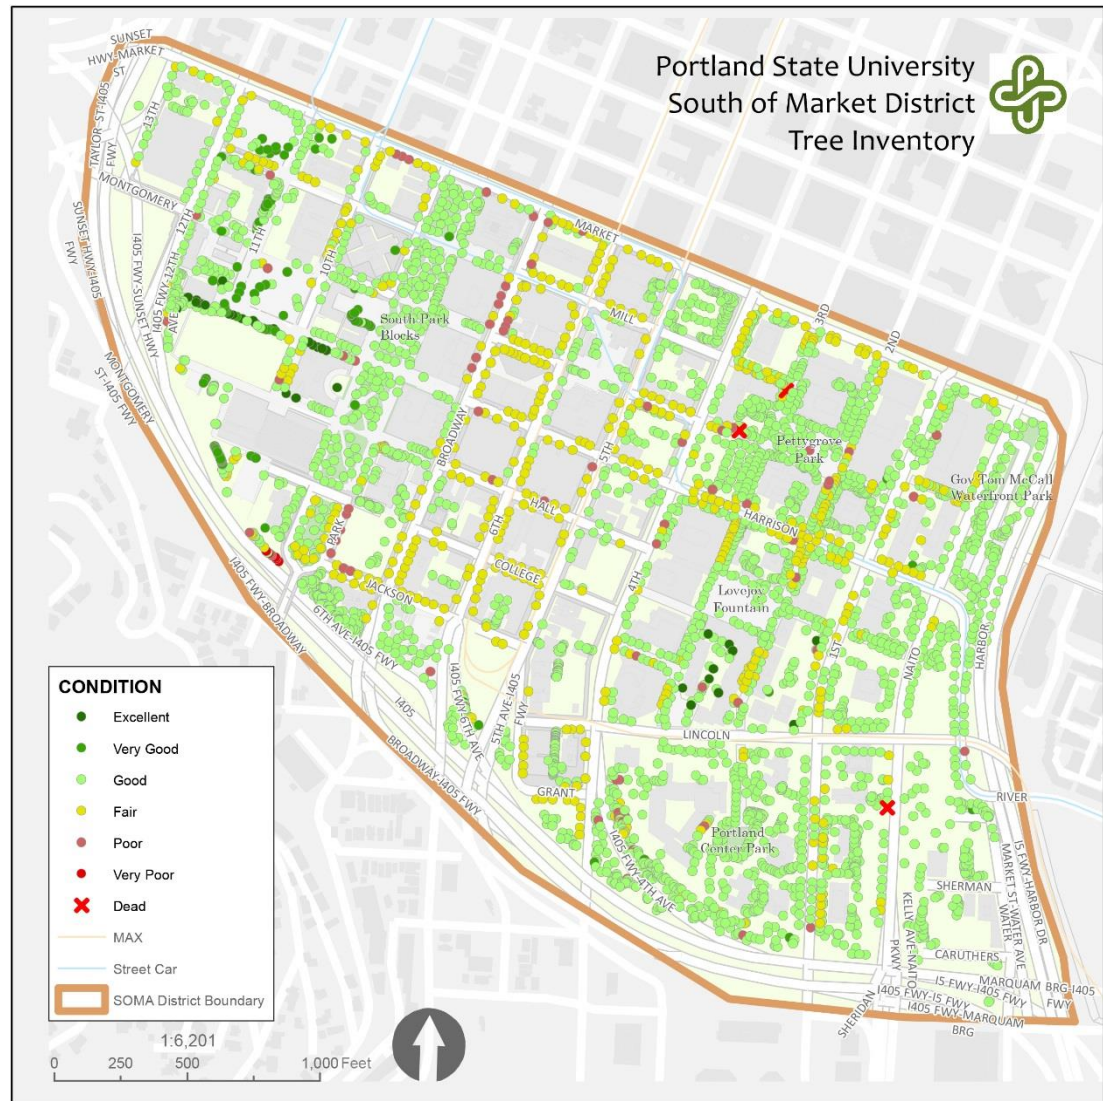 Portland State University
South of Market District
Tree Inventory
SUNSET
HWY-MARKET
ST
TAYLOR ST-I405
FWY
13TH
MONTGOMERY
SUNSET HWY-I405
FWY
I405 FWY-SUNSET HWY
I405 FWY-12TH
AVE
12TH
11TH
10TH
MARKET
MILL
South Park
Blocks
3RD
2ND
MONTGOMERY
ST-I405 FWY
BROADWAY
5TH
Pettygrove
Park
Gov Tom McCall
Waterfront Park
HALL
6TH
HARRISON
PARK
COLLEGE
JACKSON
4TH
Lovejoy
Fountain
I405 FWY-BROADWAY
6TH AVE-I405 FWY
1ST
NAITO
HARBOR
I405
I405 FWY-6TH AVE
5TH AVE-I405
FWY
LINCOLN
BROADWAY-I405 FWY
GRANT
RIVER
Portland
Center Park
I405 FWY-4TH AVE
I5 FWY-HARBOR DR
MARKET ST-WATER AVE
WATER
SHERMAN
KELLY AVE-NAITO
PKWY
CARUTHERS
MARQUAM BRG-I405
FWY
I5 FWY-I405 FWY
I405 FWY-I5 FWY
I405 FWY-MARQUAM
BRG
SHERIDAN
CONDITION
Excellent
Very Good
Good
Fair
Poor
Very Poor
Dead
MAX
Street Car
SOMA District Boundary
1:6,201
0 250 500 1,000 Feet